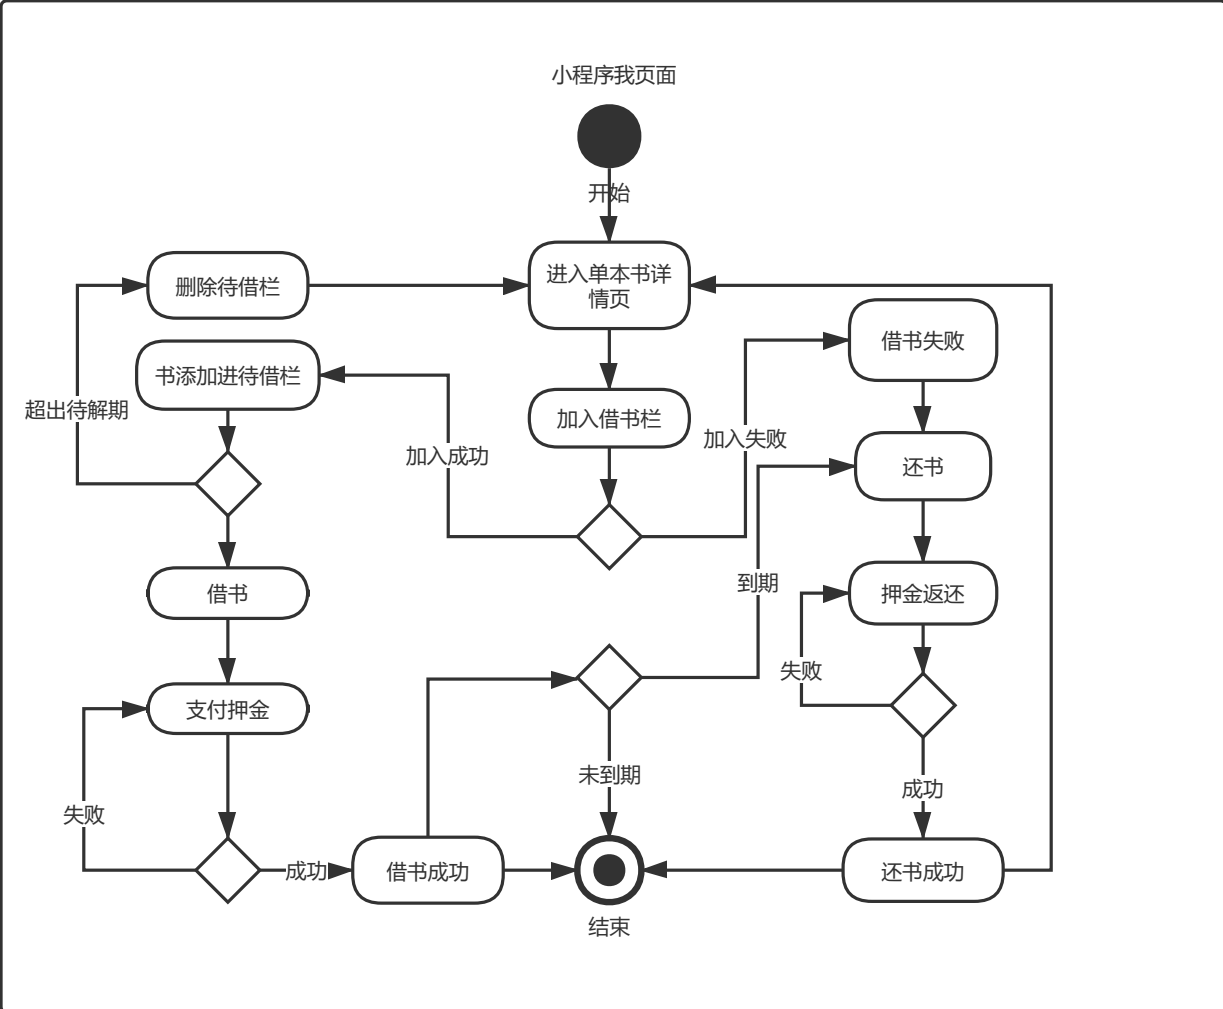 小程序我页面
开始
进入单本书详
情页
删除待借栏
借书失败
书添加进待借栏
超出待解期
加入借书栏
加入失败
加入成功
还书
到期
借书
押金返还
失败
支付押金
未到期
成功
失败
成功
借书成功
还书成功
结束